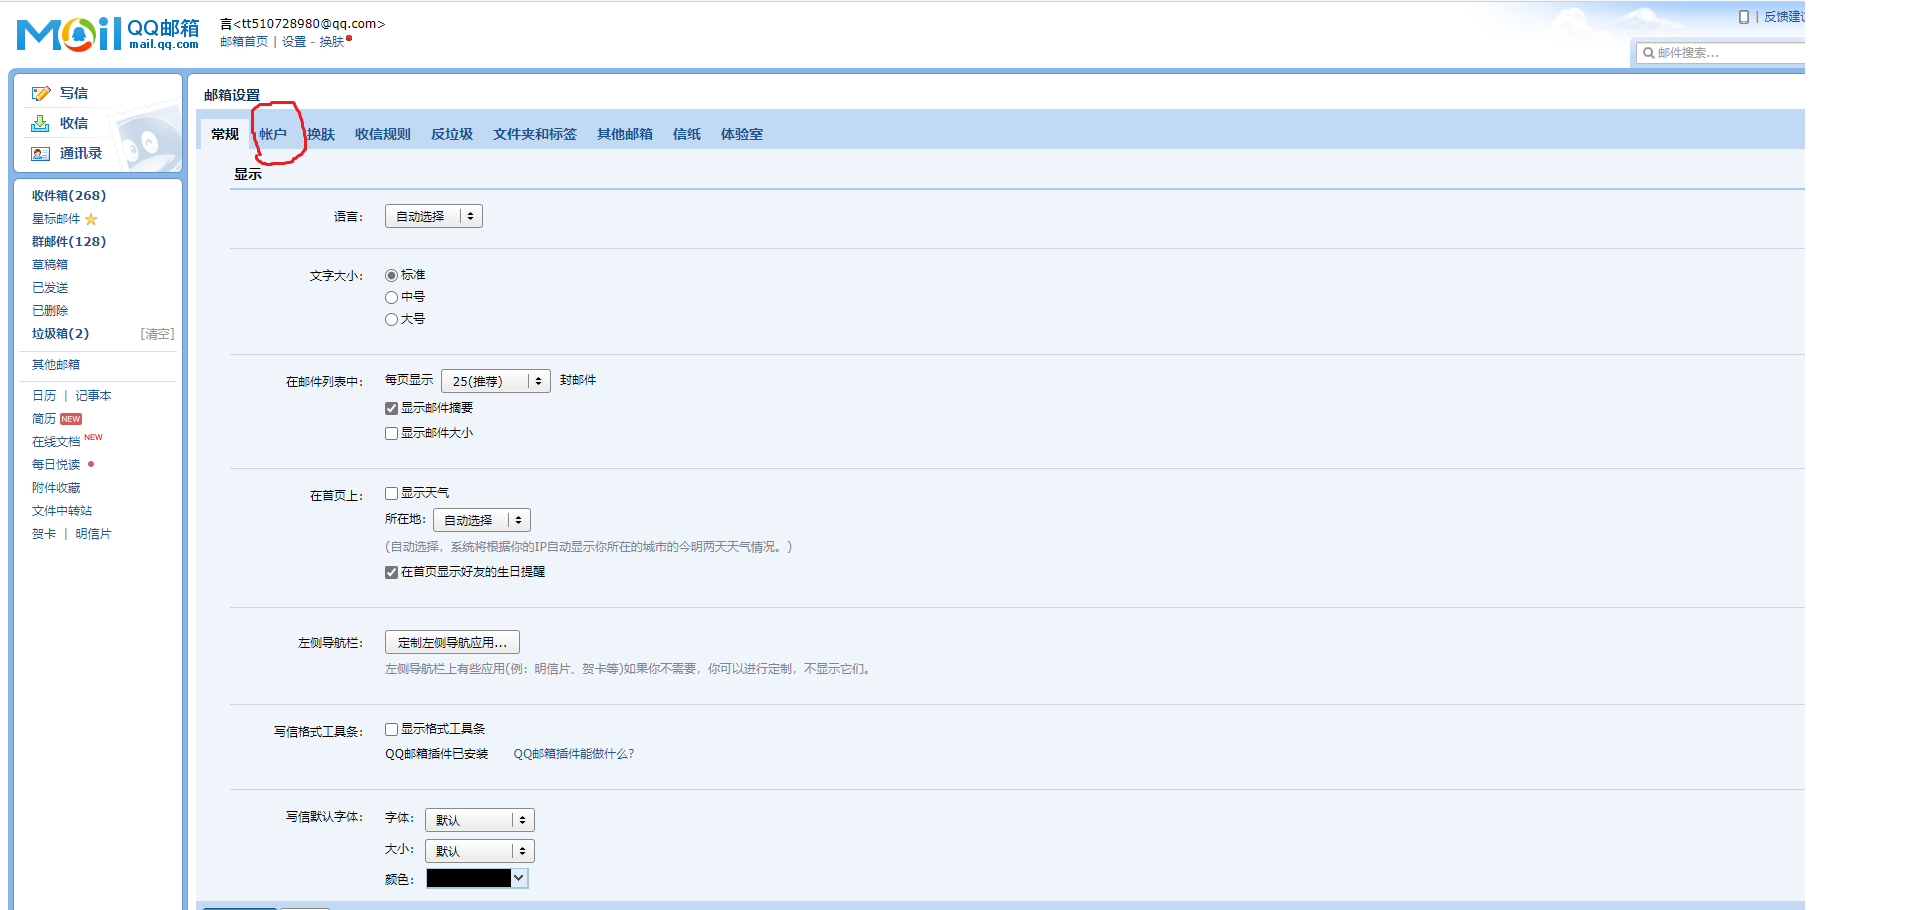 Mail QQ邮箱 mail.qq.com
言<tt510728980@qq.com>
邮箱首页 | 设置 - 换肤
| 反馈建议
邮件搜索...
写信
收信
通讯录
收件箱(268)
星标邮件
群邮件(128)
草稿箱
已发送
已删除
垃圾箱(2) [清空]
其他邮箱
日历 | 记事本
简历 NEW
在线文档 NEW
每日悦读
附件收藏
文件中转站
贺卡 | 明信片
邮箱设置
常规 帐户 换肤 收信规则 反垃圾 文件夹和标签 其他邮箱 信纸 体验室
显示
语言： 自动选择
文字大小： 标准
中号
大号
在邮件列表中： 每页显示 25(推荐) 封邮件
显示邮件摘要
显示邮件大小
在首页上： 显示天气
所在地： 自动选择
(自动选择，系统将根据你的IP自动显示你所在的城市的今明两天天气情况。)
在首页显示好友的生日提醒
左侧导航栏： 定制左侧导航应用...
左侧导航栏上有些应用(例：明信片、贺卡等)如果你不需要，你可以进行定制，不显示它们。
写信格式工具条： 显示格式工具条
QQ邮箱插件已安装 QQ邮箱插件能做什么？
写信默认字体： 字体： 默认
大小： 默认
颜色：